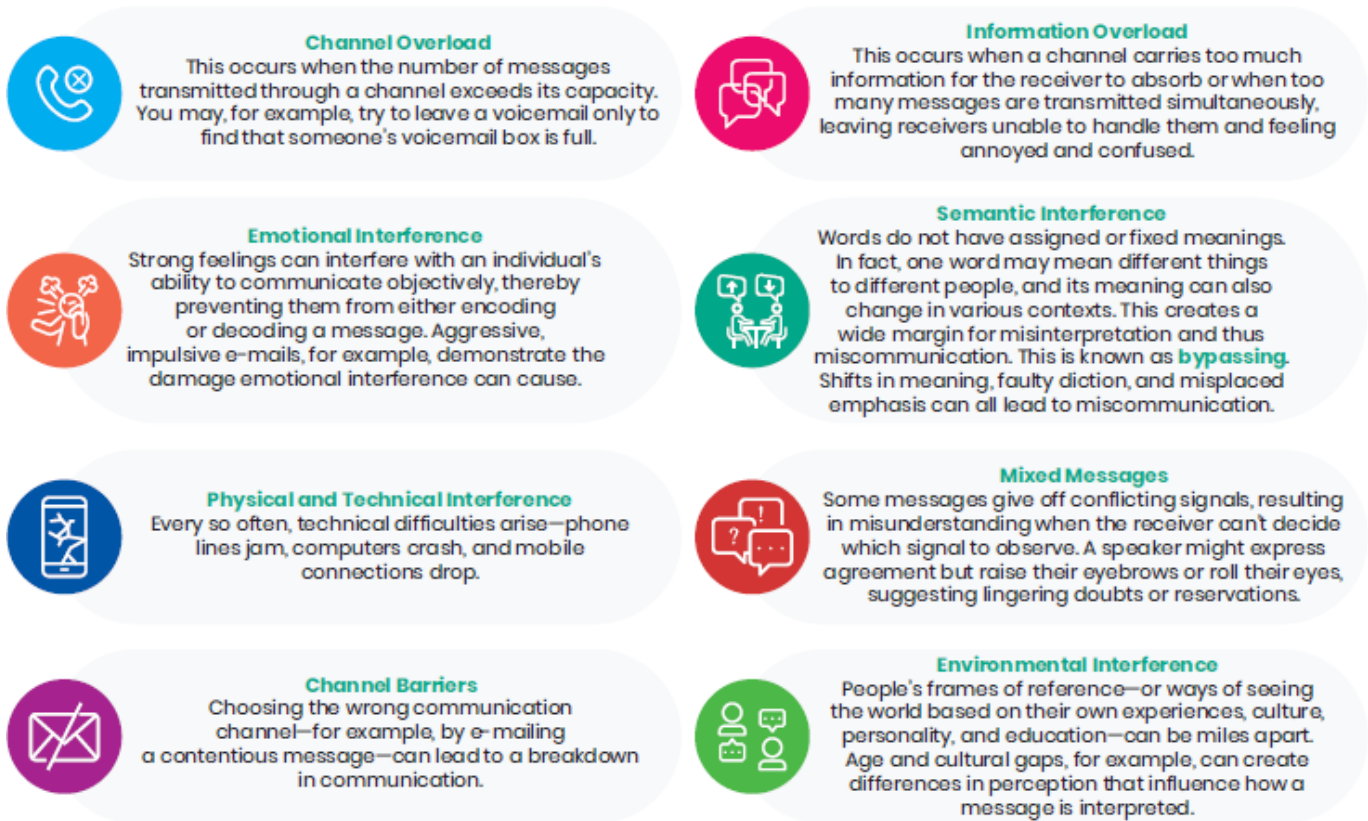 Channel Overload
This occurs when the number of messages
transmitted through a channel exceeds its capacity.
You may, for example, try to leave a voicemail only to
find that someone's voicemail box is full.
Information Overload
This occurs when a channel carries too much
information for the receiver to absorb or when too
many messages are transmitted simultaneously,
leaving receivers unable to handle them and feeling
annoyed and confused.
Emotional Interference
Strong feelings can interfere with an individual's
ability to communicate objectively, thereby
preventing them from either encoding
or decoding a message. Aggressive,
impulsive e-mails, for example, demonstrate the
damage emotional interference can cause.
Semantic Interference
Words do not have assigned or fixed meanings.
In fact, one word may mean different things
to different people, and its meaning can also
change in various contexts. This creates a
wide margin for misinterpretation and thus
miscommunication. This is known as bypassing.
Shifts in meaning, faulty diction, and misplaced
emphasis can all lead to miscommunication.
Physical and Technical Interference
Every so often, technical difficulties arise—phone
lines jam, computers crash, and mobile
connections drop.
Mixed Messages
Some messages give off conflicting signals, resulting
in misunderstanding when the receiver can't decide
which signal to observe. A speaker might express
agreement but raise their eyebrows or roll their eyes,
suggesting lingering doubts or reservations.
Channel Barriers
Choosing the wrong communication
channel—for example, by e-mailing
a contentious message—can lead to a breakdown
in communication.
Environmental Interference
People's frames of reference—or ways of seeing
the world based on their own experiences, culture,
personality, and education—can be miles apart.
Age and cultural gaps, for example, can create
differences in perception that influence how a
message is interpreted.